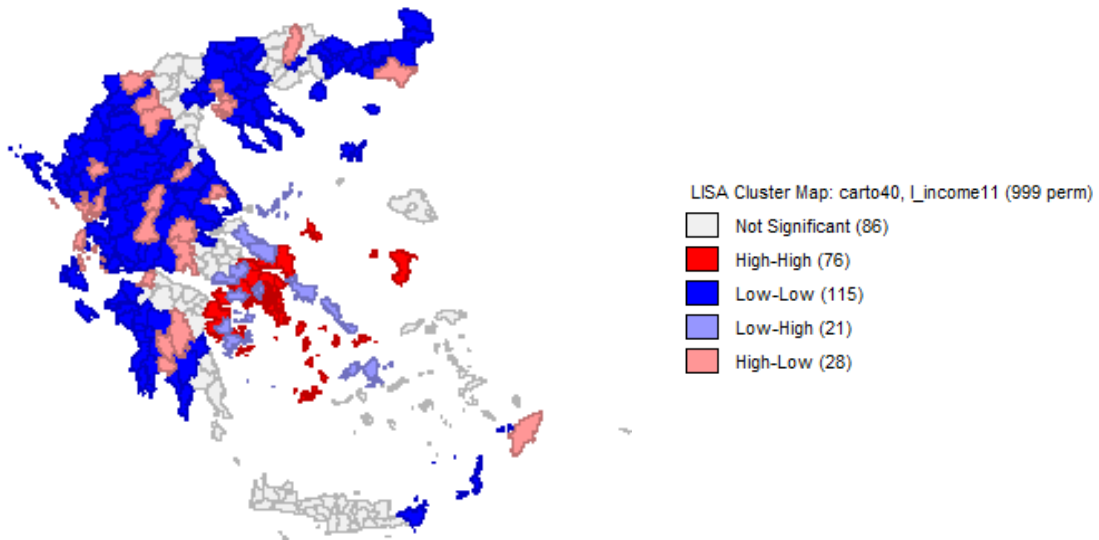 LISA Cluster Map: carto40, I_income11 (999 perm)
Not Significant (86)
High-High (76)
Low-Low (115)
Low-High (21)
High-Low (28)